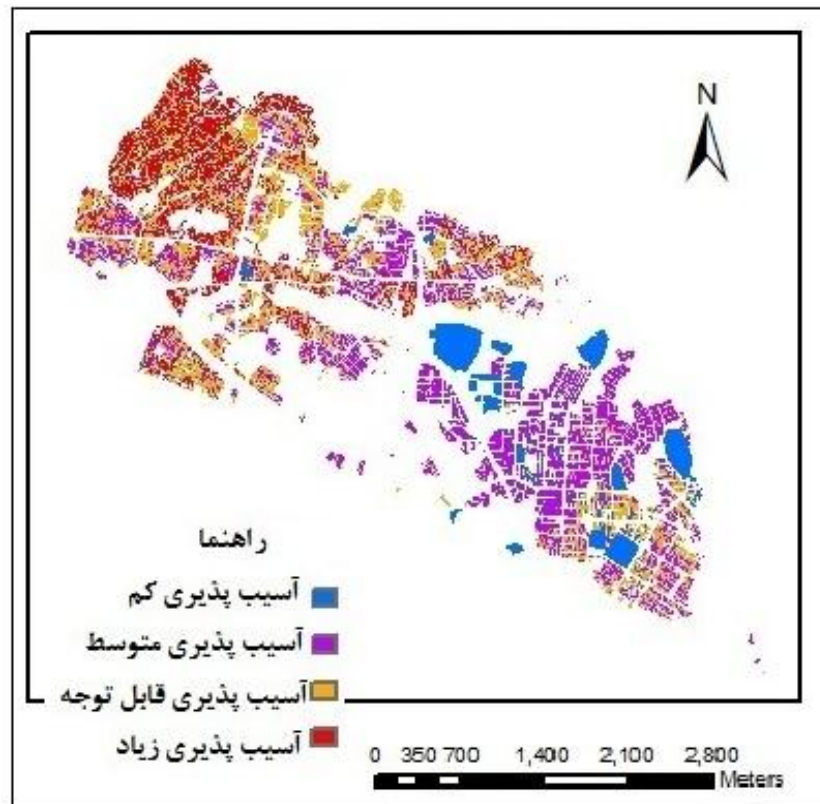 N
راهنما
آسیب پذیری کم
آسیب پذیری متوسط
آسیب پذیری قابل توجه
آسیب پذیری زیاد
0 350 700 1,400 2,100 2,800
Meters